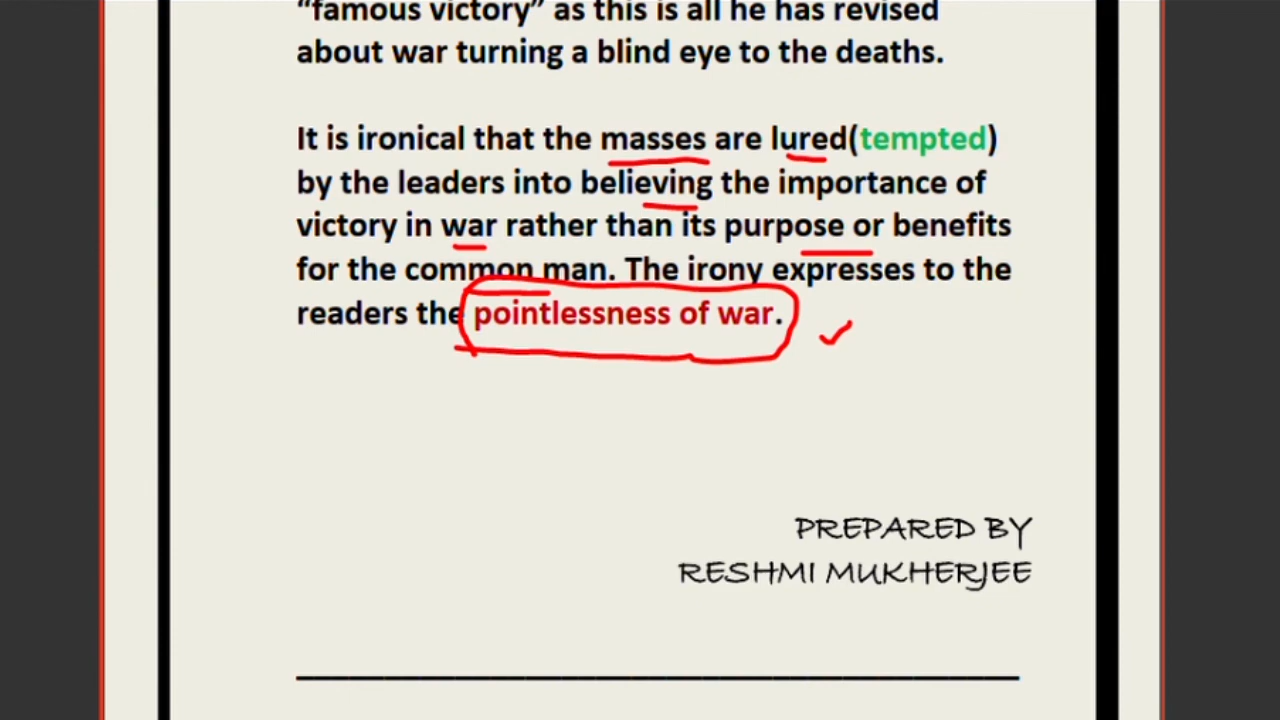 “famous victory” as this is all he has revised
about war turning a blind eye to the deaths.
It is ironical that the masses are lured(tempted)
by the leaders into believing the importance of
victory in war rather than its purpose or benefits
for the common man. The irony expresses to the
readers the pointlessness of war.
PREPARED BY
RESHMI MUKHERJEE